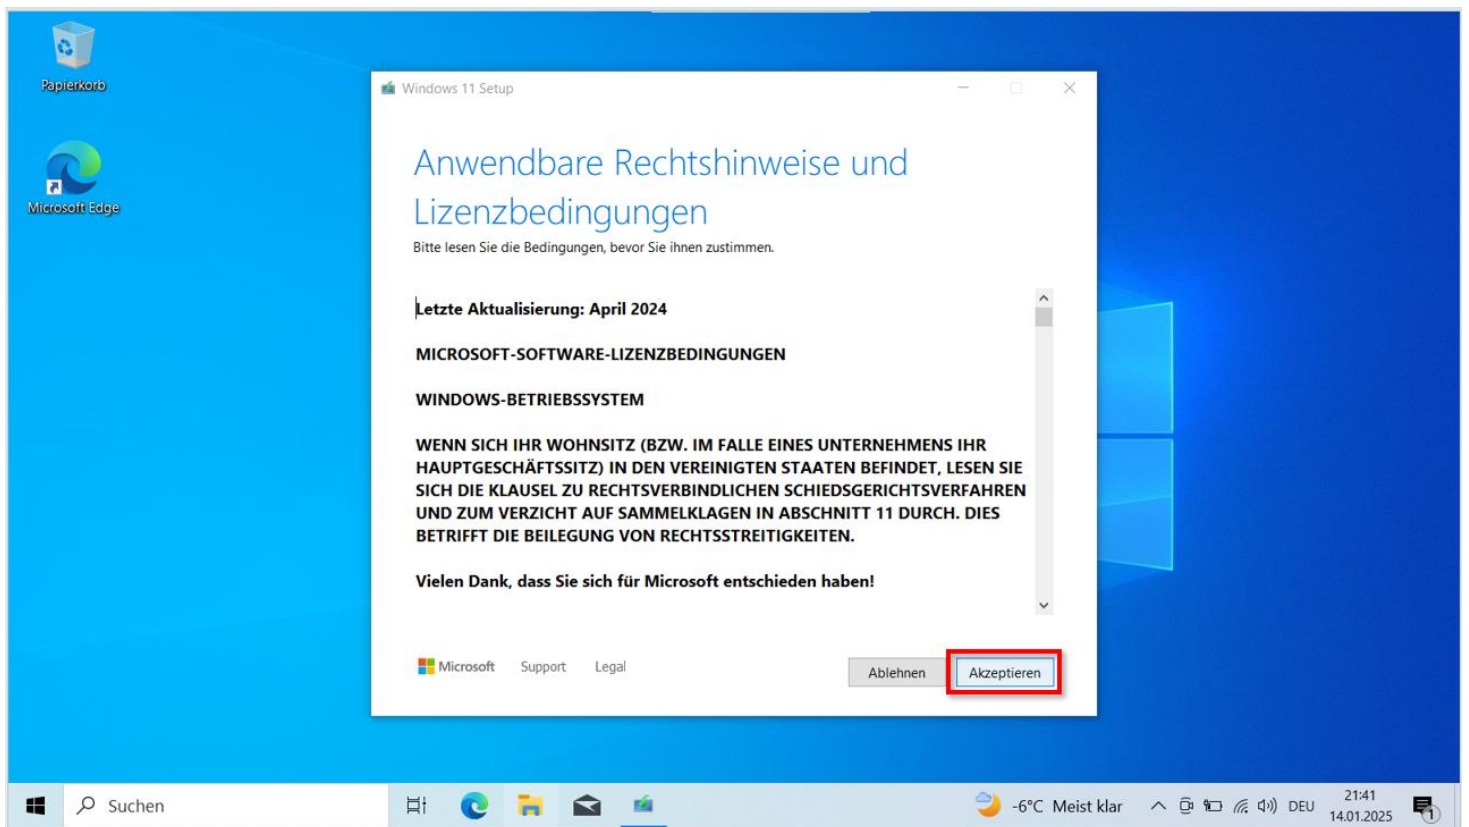 Papierkorb
Microsoft Edge
Windows 11 Setup
Anwendbare Rechtshinweise und
Lizenzbedingungen
Bitte lesen Sie die Bedingungen, bevor Sie ihnen zustimmen.
Letzte Aktualisierung: April 2024
MICROSOFT-SOFTWARE-LIZENZBEDINGUNGEN
WINDOWS-BETRIEBSSYSTEM
WENN SICH IHR WOHNSITZ (BZW. IM FALLE EINES UNTERNEHMENS IHR
HAUPTGESCHÄFTSSITZ) IN DEN VEREINIGTEN STAATEN BEFINDET, LESEN SIE
SICH DIE KLAUSEL ZU RECHTSVERBINDLICHEN SCHIEDSGERICHTSVERFAHREN
UND ZUM VERZICHT AUF SAMMELKLAGEN IN ABSCHNITT 11 DURCH. DIES
BETRIFFT DIE BEILEGUNG VON RECHTSSTREITIGKEITEN.
Vielen Dank, dass Sie sich für Microsoft entschieden haben!
Microsoft Support Legal
Ablehnen Akzeptieren
Suchen
-6°C Meist klar
DEU
21:41
14.01.2025
1